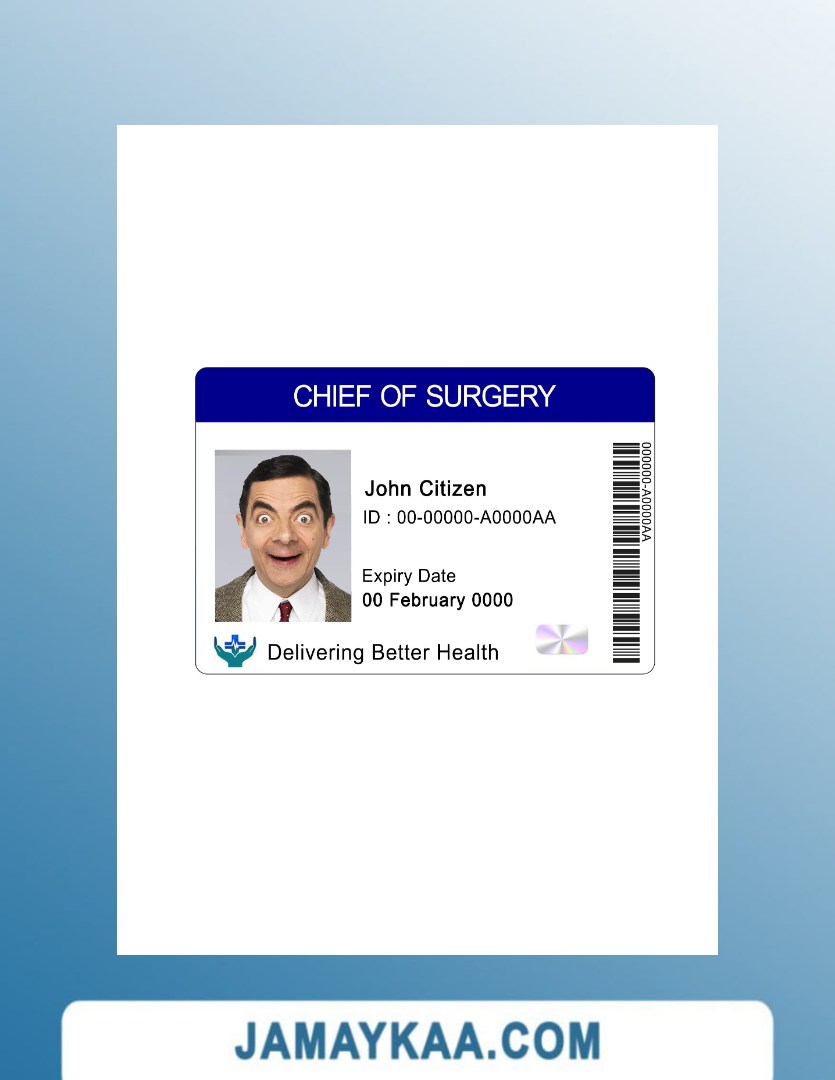 CHIEF OF SURGERY
John Citizen
ID : 00-00000-A0000AA
Expiry Date
00 February 0000
Delivering Better Health
000000-A0000AA
JAMAYKAA.COM